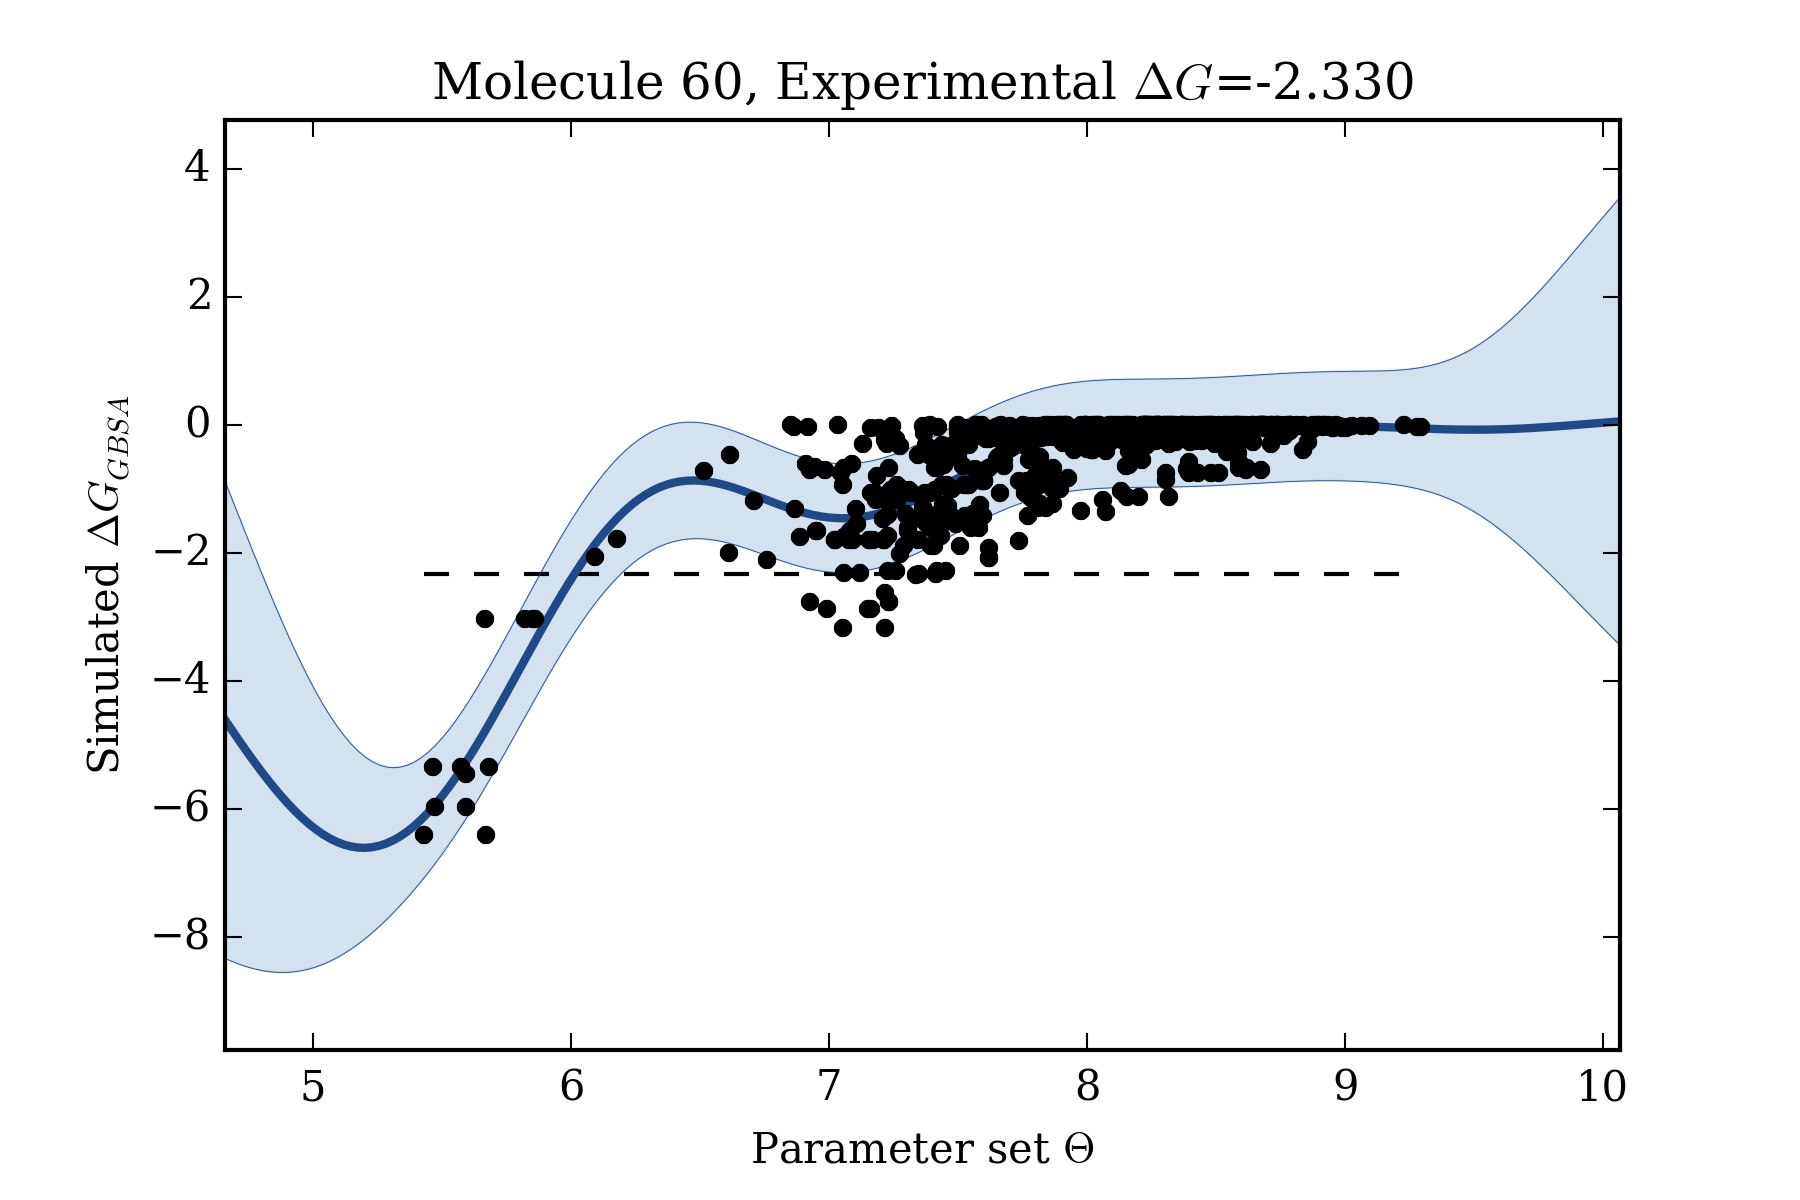 Molecule 60, Experimental ΔG=-2.330
4
2
0
−2
−4
−6
−8
Simulated ΔG_GBSA
5 6 7 8 9 10
Parameter set Θ